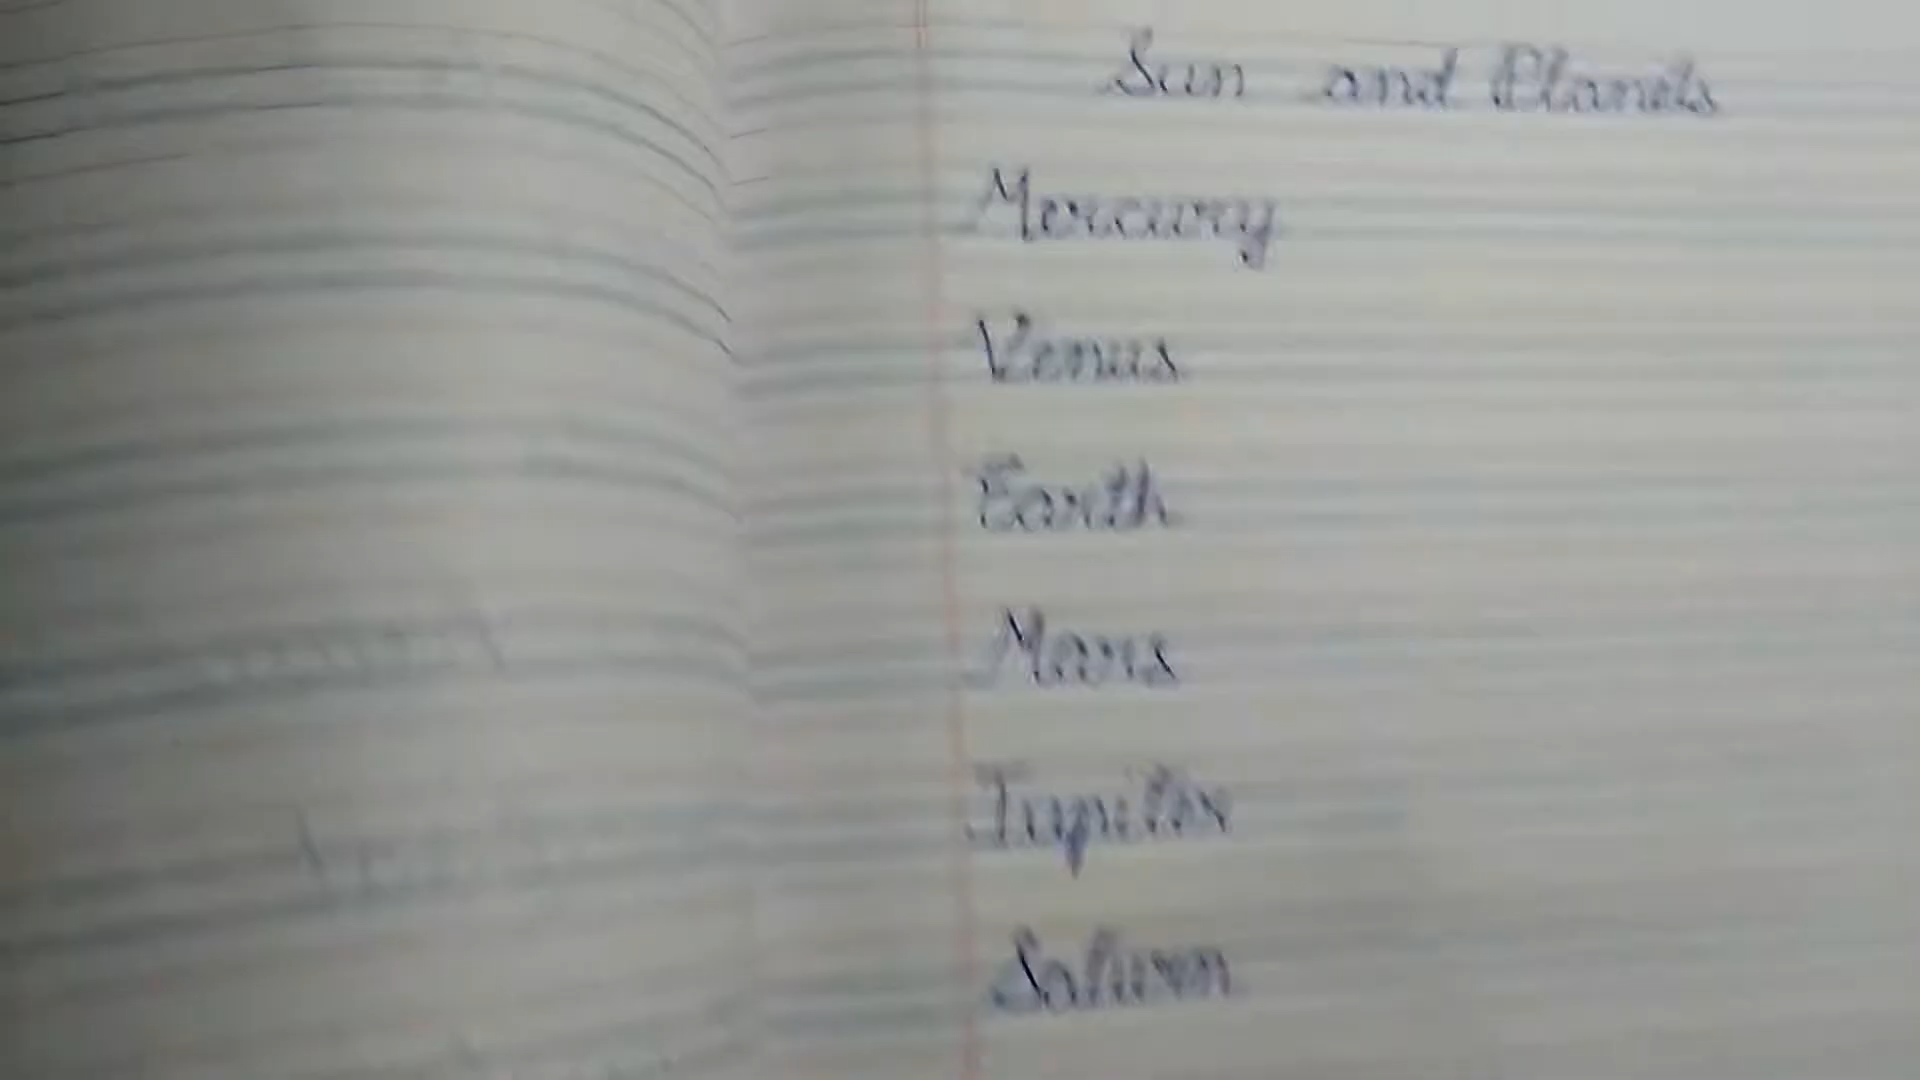 Sun and Planets
Mercury
Venus
Earth
Mars
Jupiter
Saturn